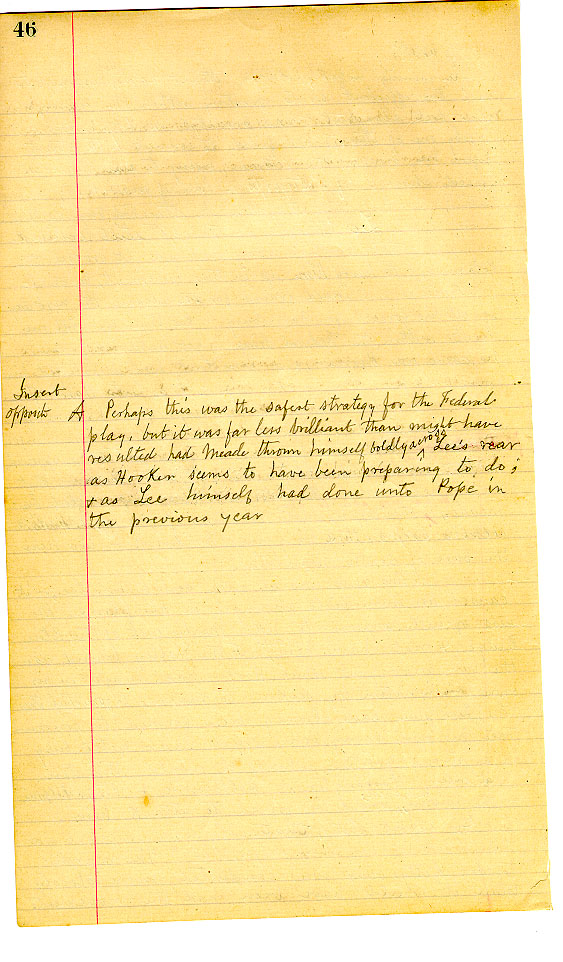 46
Insert
opposite A Perhaps this was the safest strategy for the Federal
play, but it was far less brilliant than might have
resulted had Meade thrown himself boldly across Lee's rear
as Hooker seems to have been preparing to do;
& as Lee himself had done unto Pope in
the previous year